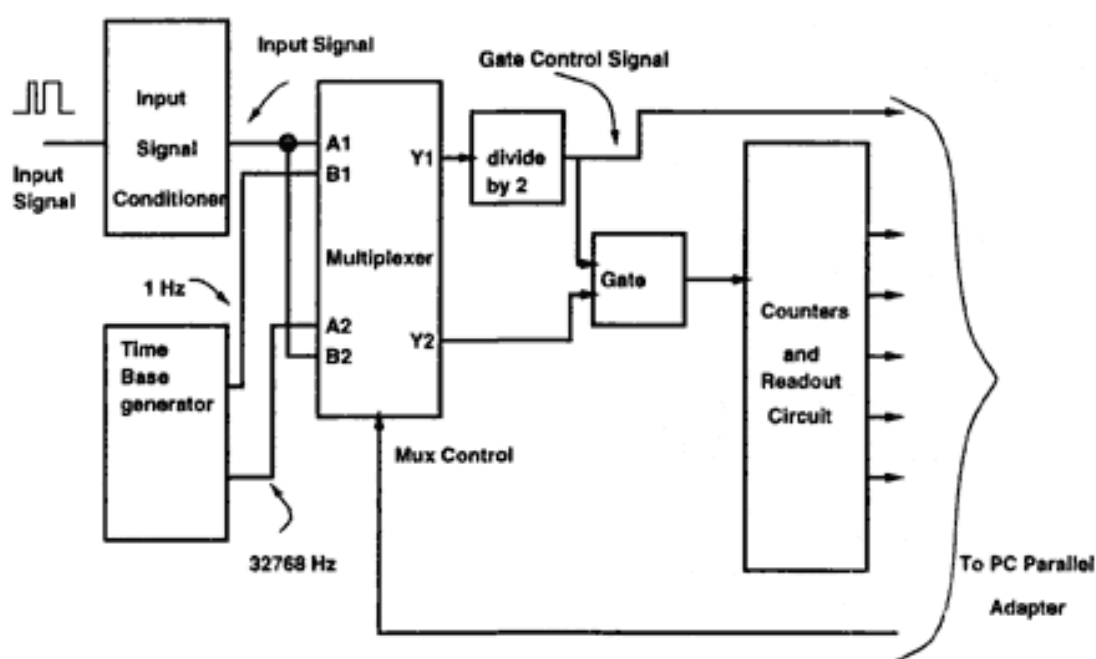 Input Signal
Gate Control Signal
Input
Signal
Conditioner
Input
Signal
A1
B1
Y1
divide
by 2
Multiplexer
Gate
1 Hz
A2
B2
Y2
Time
Base
generator
Counters
and
Readout
Circuit
Mux Control
32768 Hz
To PC Parallel
Adapter